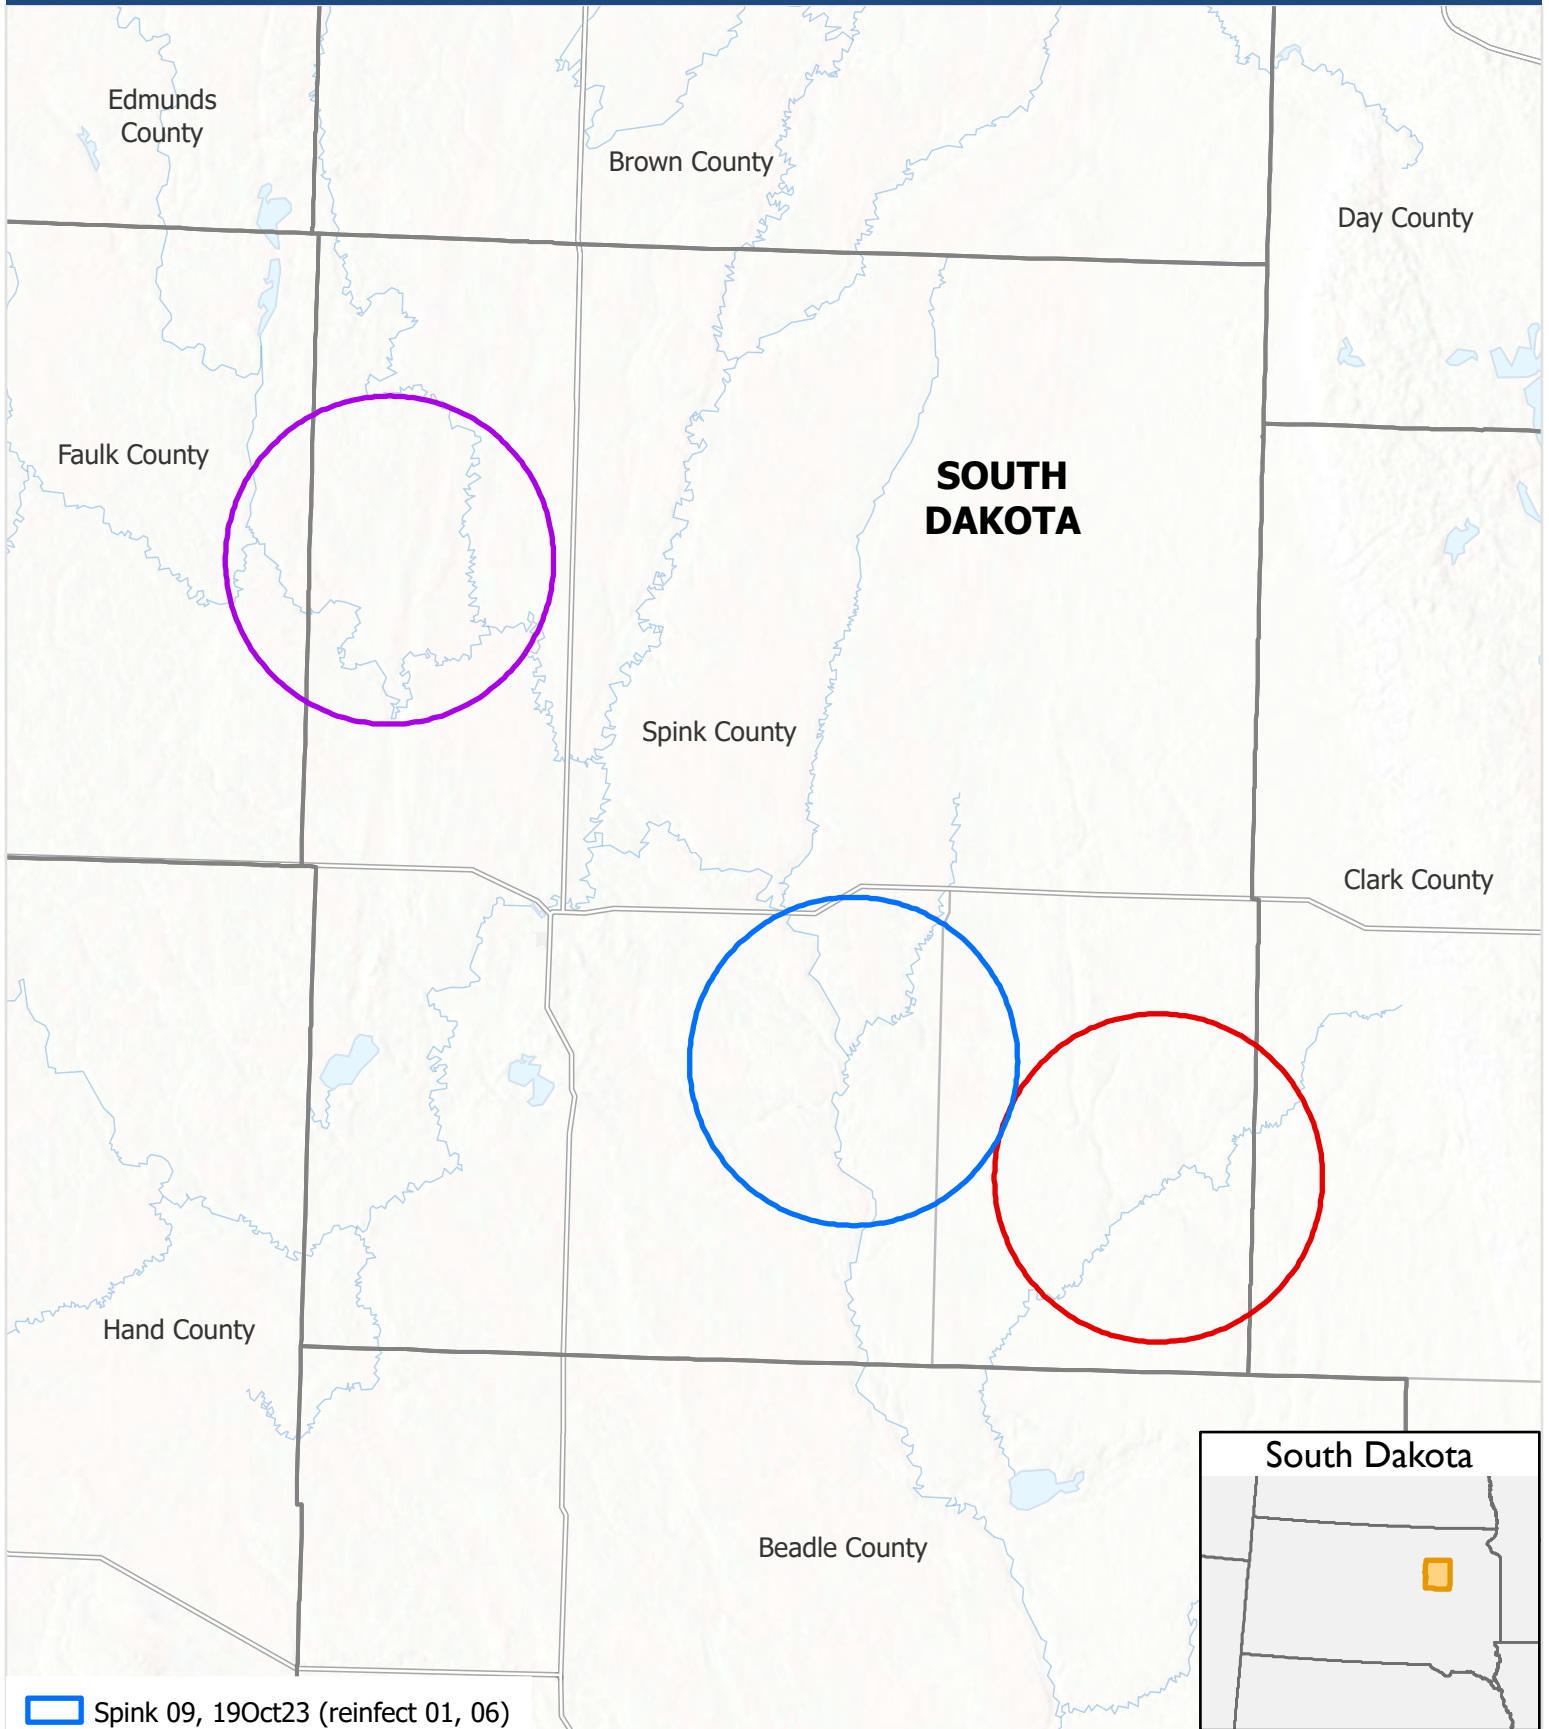 Edmunds
County
Brown County
Day County
Faulk County
SOUTH
DAKOTA
Spink County
Clark County
Hand County
Beadle County
South Dakota
Spink 09, 19Oct23 (reinfect 01, 06)